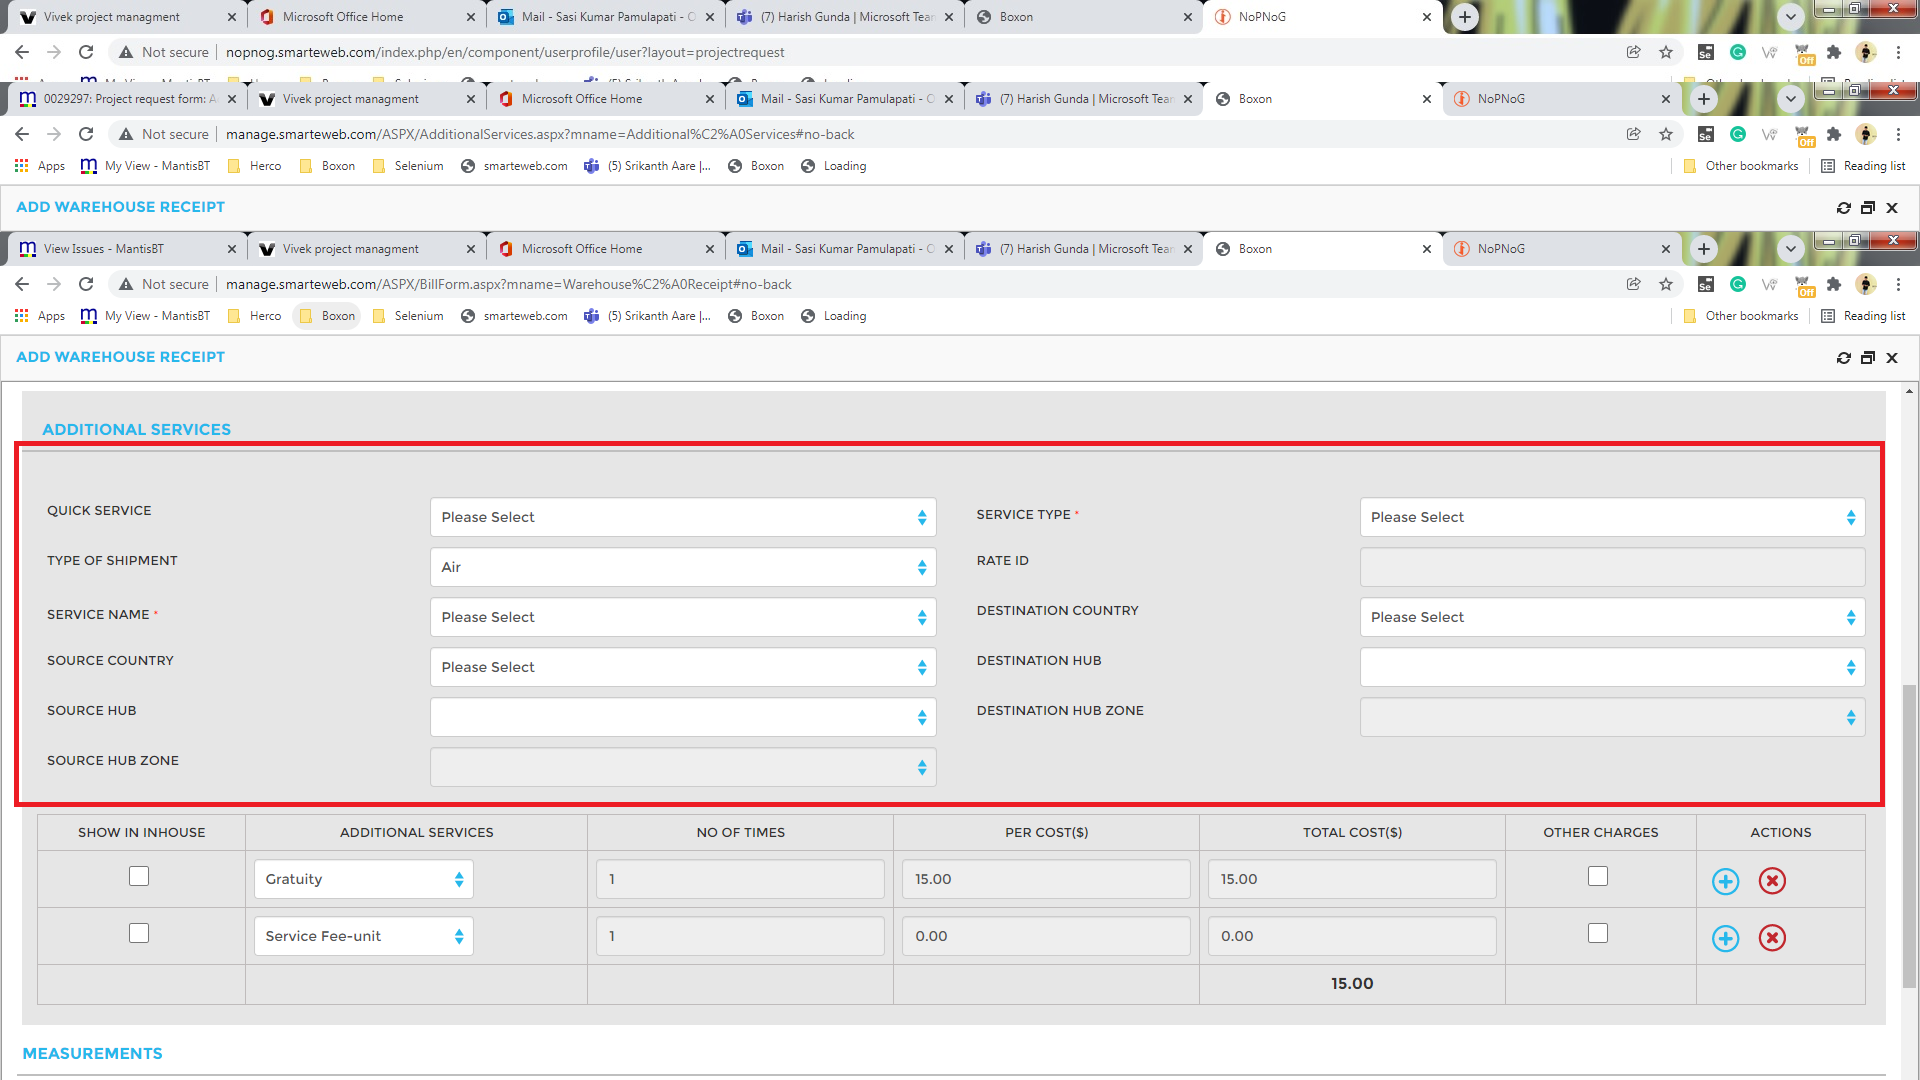 Vivek project managment
Microsoft Office Home
Mail - Sasi Kumar Pamulapati - O
(7) Harish Gunda | Microsoft Tear
Boxon
NoPNoG
Not secure
nopnog.smarteweb.com/index.php/en/component/userprofile/user?layout=projectrequest
Off
0029297: Project request form: A
Vivek project managment
Microsoft Office Home
Mail - Sasi Kumar Pamulapati - O
(7) Harish Gunda | Microsoft Tear
Boxon
NoPNoG
Not secure
manage.smarteweb.com/ASPX/AdditionalServices.aspx?mname=Additional%C2%A0Services#no-back
Off
Apps
My View - MantisBT
Herco
Boxon
Selenium
smarteweb.com
(5) Srikanth Aare |...
Boxon
Loading
Other bookmarks
Reading list
ADD WAREHOUSE RECEIPT
View Issues - MantisBT
Vivek project managment
Microsoft Office Home
Mail - Sasi Kumar Pamulapati - O
(7) Harish Gunda | Microsoft Tear
Boxon
NoPNoG
Not secure
manage.smarteweb.com/ASPX/BillForm.aspx?mname=Warehouse%C2%A0Receipt#no-back
Off
Apps
My View - MantisBT
Herco
Boxon
Selenium
smarteweb.com
(5) Srikanth Aare |...
Boxon
Loading
Other bookmarks
Reading list
ADD WAREHOUSE RECEIPT
ADDITIONAL SERVICES
QUICK SERVICE
Please Select
SERVICE TYPE *
Please Select
TYPE OF SHIPMENT
Air
RATE ID
SERVICE NAME *
Please Select
DESTINATION COUNTRY
Please Select
SOURCE COUNTRY
Please Select
DESTINATION HUB
SOURCE HUB
DESTINATION HUB ZONE
SOURCE HUB ZONE
SHOW IN INHOUSE
ADDITIONAL SERVICES
NO OF TIMES
PER COST($)
TOTAL COST($)
OTHER CHARGES
ACTIONS
Gratuity
1
15.00
15.00
Service Fee-unit
1
0.00
0.00
15.00
MEASUREMENTS